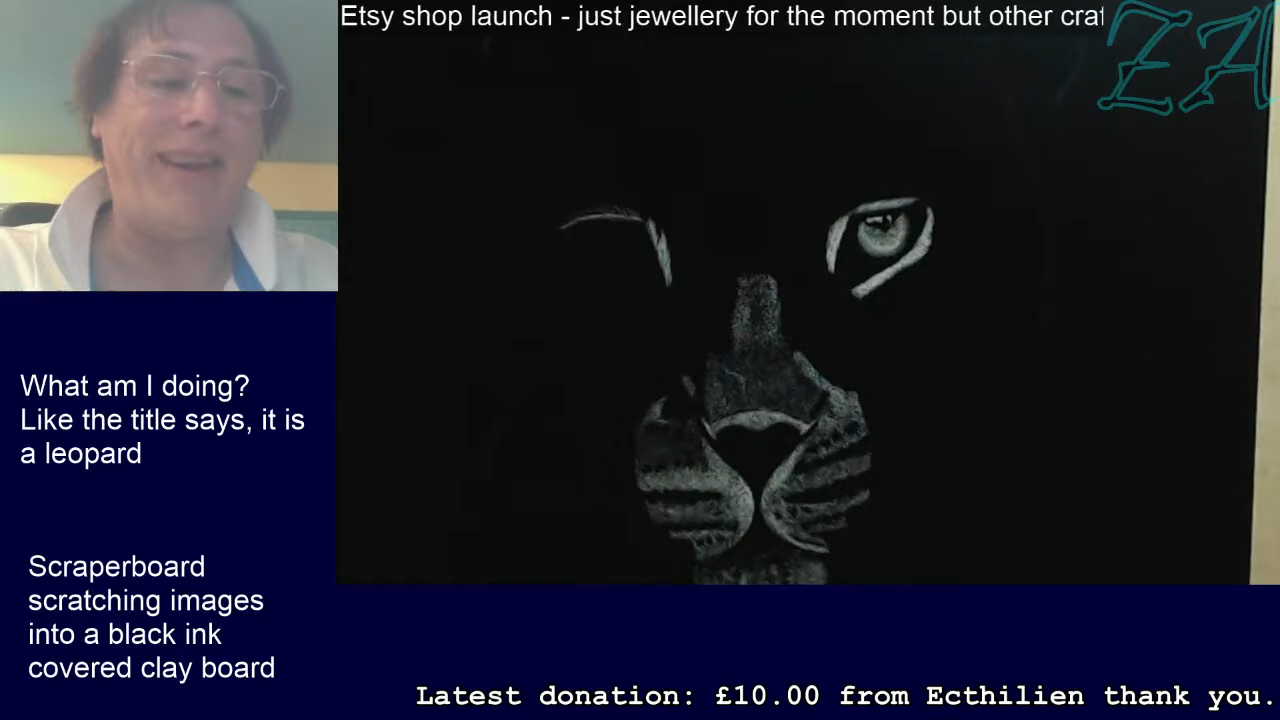 Etsy shop launch - just jewellery for the moment but other craf
ZA
What am I doing?
Like the title says, it is
a leopard
Scraperboard
scratching images
into a black ink
covered clay board
Latest donation: £10.00 from Ecthilien thank you.